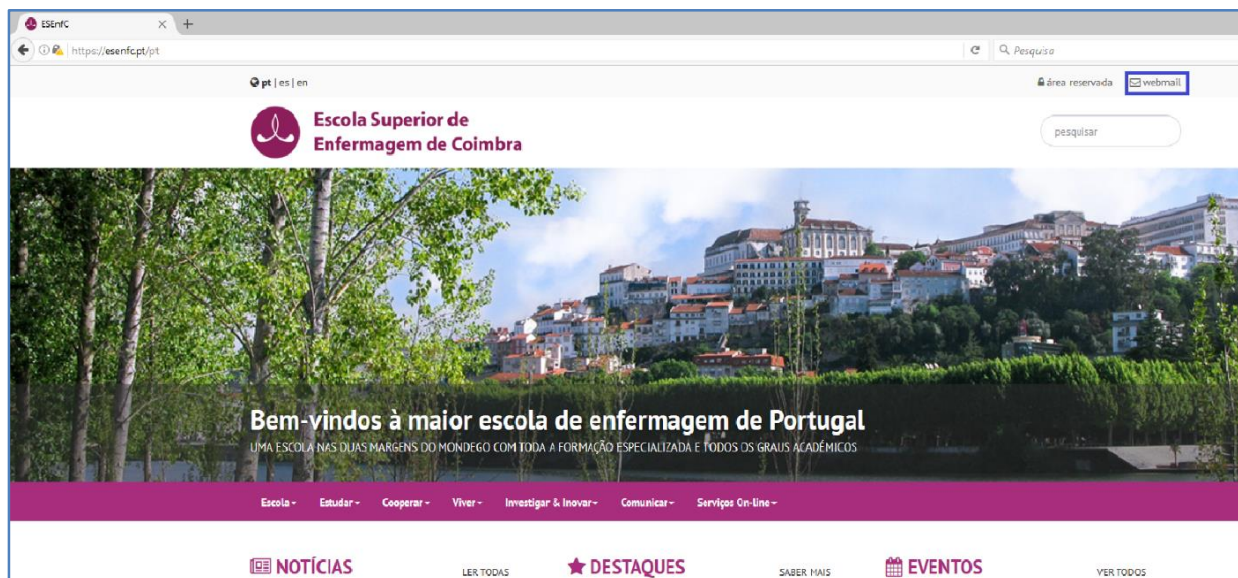 ESEnfC
https://esenfc.pt/pt
Pesquisa
pt | es | en
área reservada
webmail
Escola Superior de
Enfermagem de Coimbra
pesquisar
Bem-vindos à maior escola de enfermagem de Portugal
UMA ESCOLA NAS DUAS MARGENS DO MONDEGO COM TODA A FORMAÇÃO ESPECIALIZADA E TODOS OS GRAUS ACADÉMICOS
Escola Estudar Cooperar Viver Investigar & Inovar Comunicar Serviços On-line
NOTÍCIAS LER TODAS DESTAQUES SABER MAIS EVENTOS VER TODOS